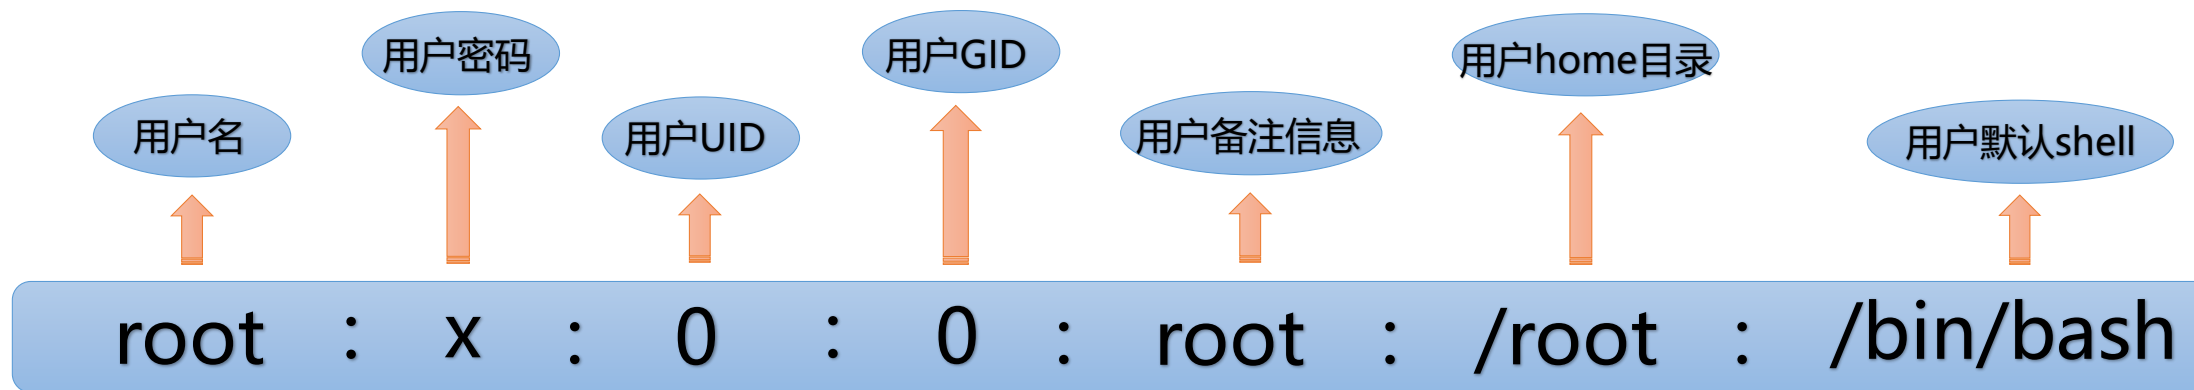 用户密码
用户GID
用户home目录
用户名
用户UID
用户备注信息
用户默认shell
root : x : 0 : 0 : root : /root : /bin/bash